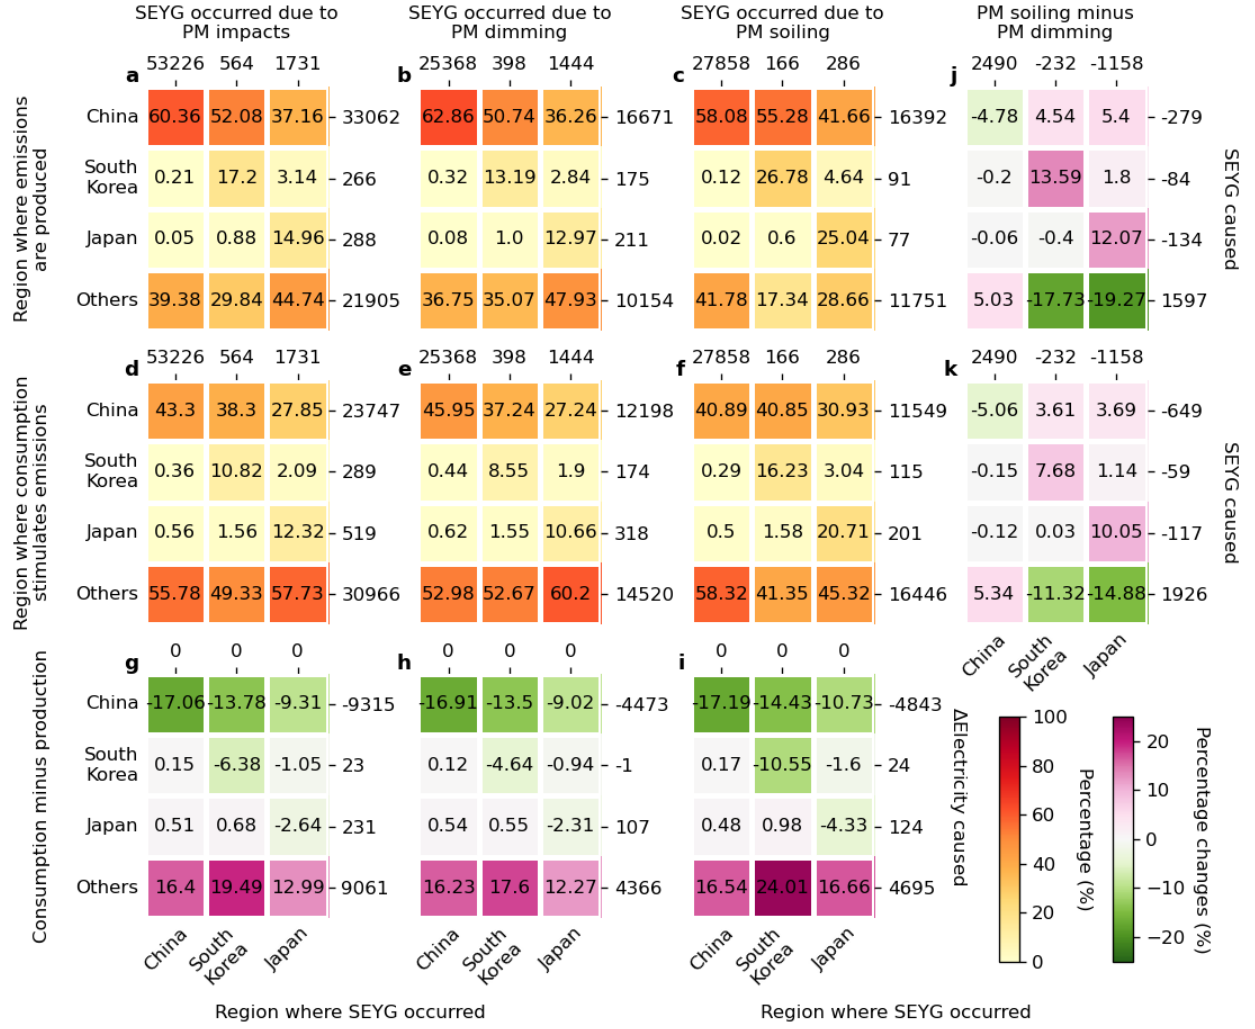 SEYG occurred due to
PM impacts
SEYG occurred due to
PM dimming
SEYG occurred due to
PM soiling
PM soiling minus
PM dimming
a
53226 564 1731
b
25368 398 1444
c
27858 166 286
j
2490 -232 -1158
Region where emissions
are produced
China 60.36 52.08 37.16 33062
62.86 50.74 36.26 16671
58.08 55.28 41.66 16392
-4.78 4.54 5.4 -279
South
Korea 0.21 17.2 3.14 266
0.32 13.19 2.84 175
0.12 26.78 4.64 91
-0.2 13.59 1.8 -84
Japan 0.05 0.88 14.96 288
0.08 1.0 12.97 211
0.02 0.6 25.04 77
-0.06 -0.4 12.07 -134
Others 39.38 29.84 44.74 21905
36.75 35.07 47.93 10154
41.78 17.34 28.66 11751
5.03 -17.73 -19.27 1597
SEYG caused
d
53226 564 1731
e
25368 398 1444
f
27858 166 286
k
2490 -232 -1158
Region where consumption
stimulates emissions
China 43.3 38.3 27.85 23747
45.95 37.24 27.24 12198
40.89 40.85 30.93 11549
-5.06 3.61 3.69 -649
South
Korea 0.36 10.82 2.09 289
0.44 8.55 1.9 174
0.29 16.23 3.04 115
-0.15 7.68 1.14 -59
Japan 0.56 1.56 12.32 519
0.62 1.55 10.66 318
0.5 1.58 20.71 201
-0.12 0.03 10.05 -117
Others 55.78 49.33 57.73 30966
52.98 52.67 60.2 14520
58.32 41.35 45.32 16446
5.34 -11.32 -14.88 1926
SEYG caused
China
South
Korea
Japan
g
0 0 0
h
0 0 0
i
0 0 0
Consumption minus production
China -17.06 -13.78 -9.31 -9315
-16.91 -13.5 -9.02 -4473
-17.19 -14.43 -10.73 -4843
South
Korea 0.15 -6.38 -1.05 23
0.12 -4.64 -0.94 -1
0.17 -10.55 -1.6 24
Japan 0.51 0.68 -2.64 231
0.54 0.55 -2.31 107
0.48 0.98 -4.33 124
Others 16.4 19.49 12.99 9061
16.23 17.6 12.27 4366
16.54 24.01 16.66 4695
ΔElectricity caused
China
South
Korea
Japan
China
South
Korea
Japan
China
South
Korea
Japan
Region where SEYG occurred
Region where SEYG occurred
100
80
60
40
20
0
Percentage (%)
20
10
0
−10
−20
Percentage changes (%)